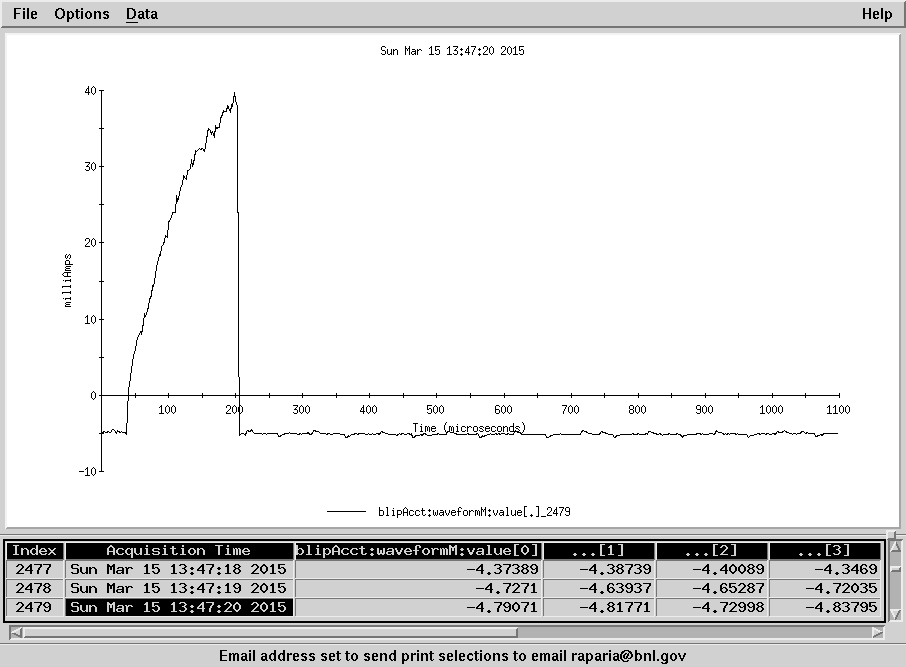 File Options Data Help
Sun Mar 15 13:47:20 2015
40
30
20
milliAmps
10
0
100 200 300 400 500 600 700 800 900 1000 1100
Time (microseconds)
-10
blipAcct:waveformM:value[.]_2479
Index Acquisition Time blipAcct:waveformM:value[0] ...[1] ...[2] ...[3]
2477 Sun Mar 15 13:47:18 2015 -4.37389 -4.38739 -4.40089 -4.3469
2478 Sun Mar 15 13:47:19 2015 -4.7271 -4.63937 -4.65287 -4.72035
2479 Sun Mar 15 13:47:20 2015 -4.79071 -4.81771 -4.72998 -4.83795
Email address set to send print selections to email raparia@bnl.gov